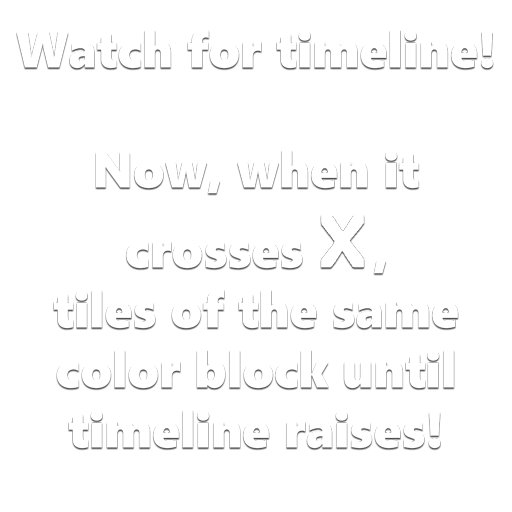 Watch for timeline!
Now, when it
crosses X,
tiles of the same
color block until
timeline raises!